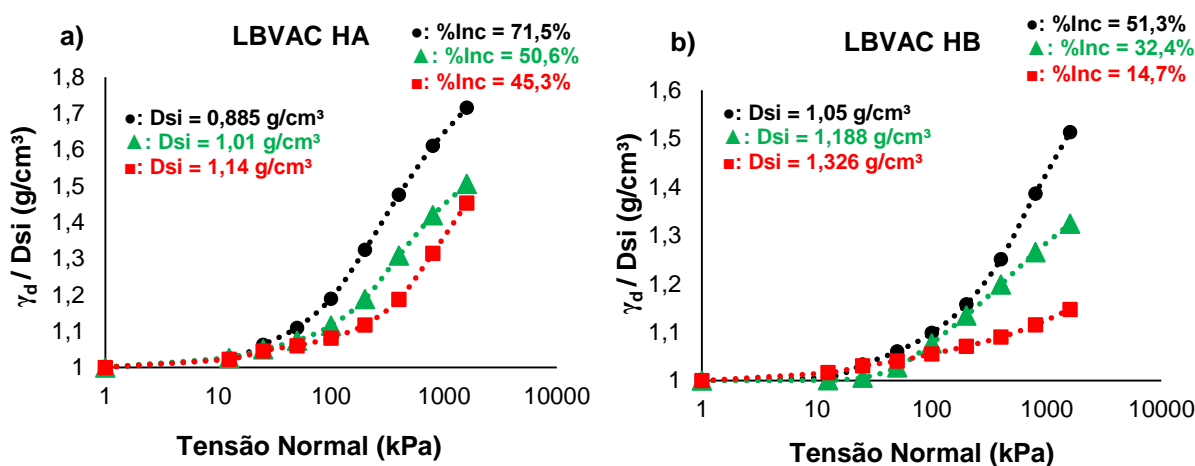 a)
LBVAC HA
●: %Inc = 71,5%
▲: %Inc = 50,6%
■: %Inc = 45,3%
●: Dsi = 0,885 g/cm³
▲: Dsi = 1,01 g/cm³
■: Dsi = 1,14 g/cm³
γd / Dsi (g/cm³)
1,8
1,7
1,6
1,5
1,4
1,3
1,2
1,1
1
1 10 100 1000 10000
Tensão Normal (kPa)
b)
LBVAC HB
●: %Inc = 51,3%
▲: %Inc = 32,4%
■: %Inc = 14,7%
●: Dsi = 1,05 g/cm³
▲: Dsi = 1,188 g/cm³
■: Dsi = 1,326 g/cm³
γd / Dsi (g/cm³)
1,6
1,5
1,4
1,3
1,2
1,1
1
1 10 100 1000 10000
Tensão Normal (kPa)